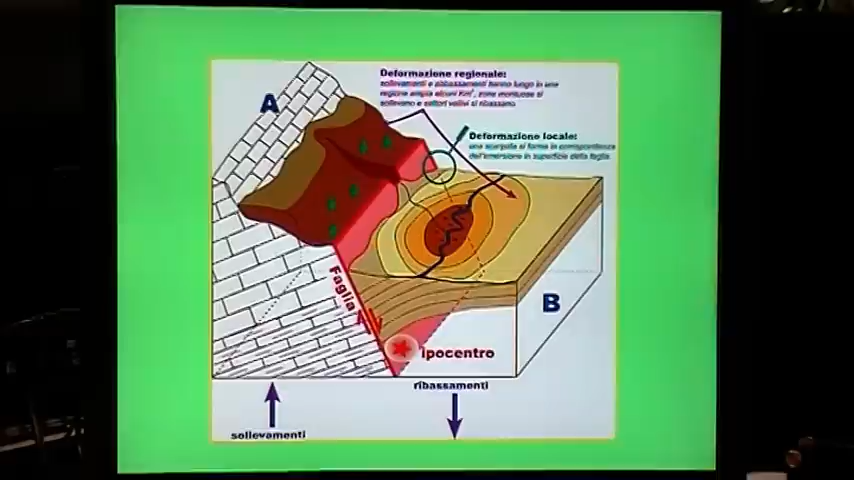 Deformazione regionale:
sollevamenti e abbassamenti hanno luogo in una
regione ampia alcuni Km², zone montuose si
sollevano e settori vallivi si ribassano
A
Deformazione locale:
una scarpata si forma in corrispondenza
dell'emersione in superficie della faglia
Faglia
B
Ipocentro
ribassamenti
sollevamenti